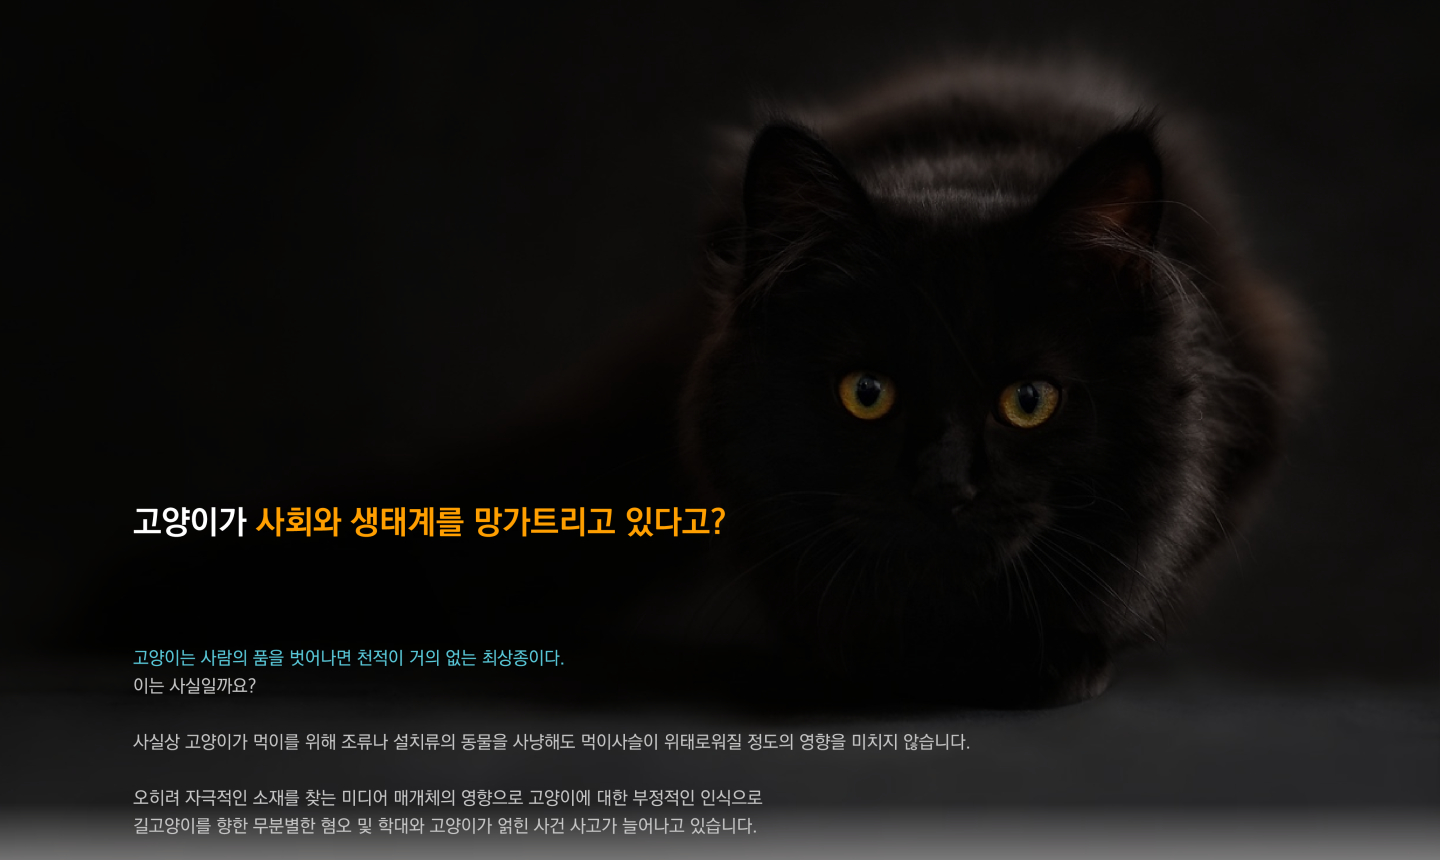 고양이가 사회와 생태계를 망가트리고 있다고?
고양이는 사람의 품을 벗어나면 천적이 거의 없는 최상종이다.
이는 사실일까요?
사실상 고양이가 먹이를 위해 조류나 설치류의 동물을 사냥해도 먹이사슬이 위태로워질 정도의 영향을 미치지 않습니다.
오히려 자극적인 소재를 찾는 미디어 매개체의 영향으로 고양이에 대한 부정적인 인식으로
길고양이를 향한 무분별한 혐오 및 학대와 고양이가 얽힌 사건 사고가 늘어나고 있습니다.